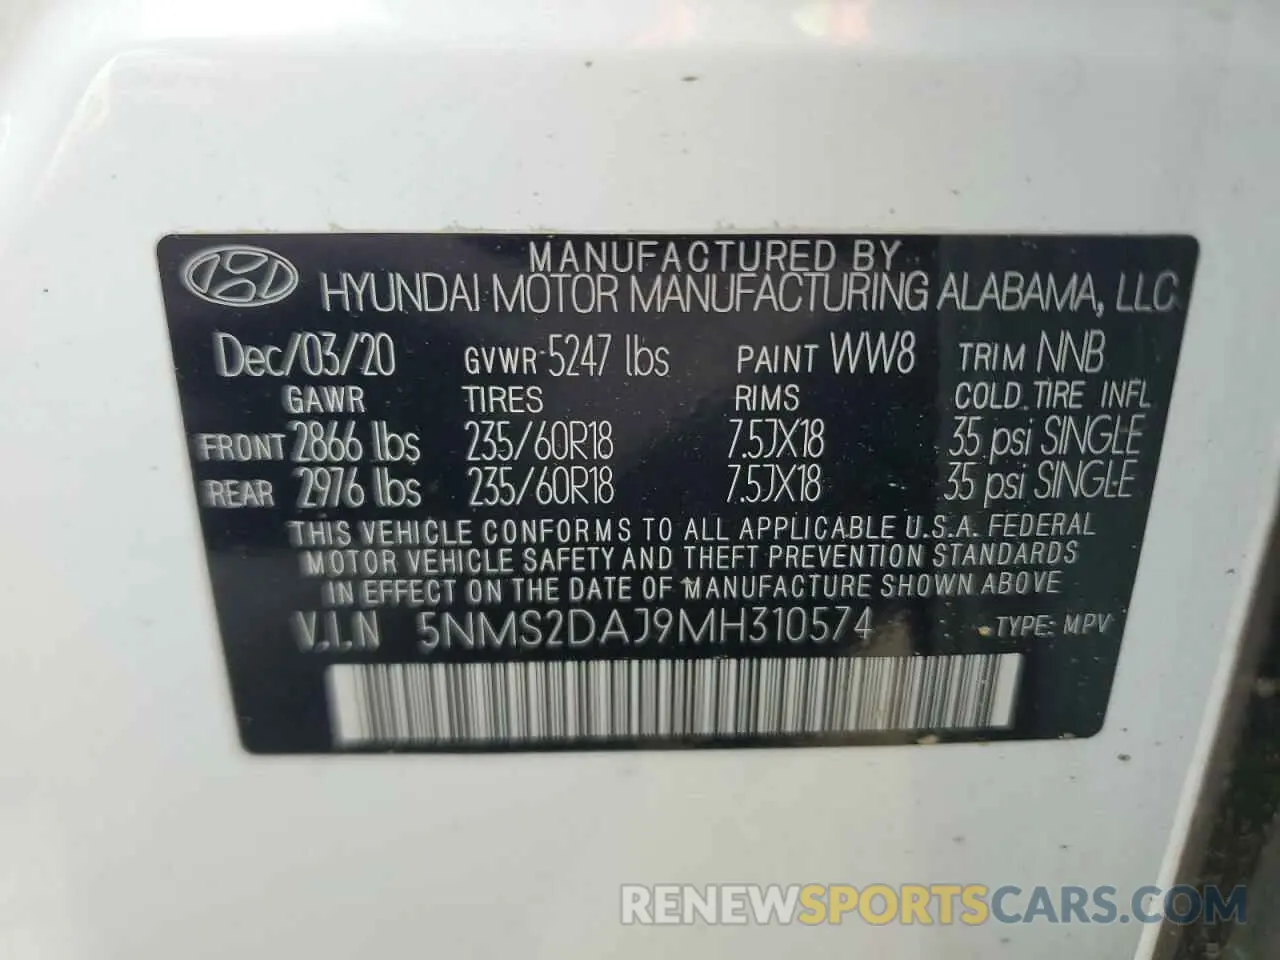 MANUFACTURED BY
HYUNDAI MOTOR MANUFACTURING ALABAMA, LLC
Dec/03/20 GVWR 5247 lbs PAINT WW8 TRIM NNB
GAWR TIRES RIMS COLD TIRE INFL
FRONT 2866 lbs 235/60R18 7.5JX18 35 psi SINGLE
REAR 2976 lbs 235/60R18 7.5JX18 35 psi SINGLE
THIS VEHICLE CONFORMS TO ALL APPLICABLE U.S.A. FEDERAL
MOTOR VEHICLE SAFETY AND THEFT PREVENTION STANDARDS
IN EFFECT ON THE DATE OF MANUFACTURE SHOWN ABOVE
V.I.N 5NMS2DAJ9MH310574 TYPE: MPV
RENEWSPORTSCARS.COM